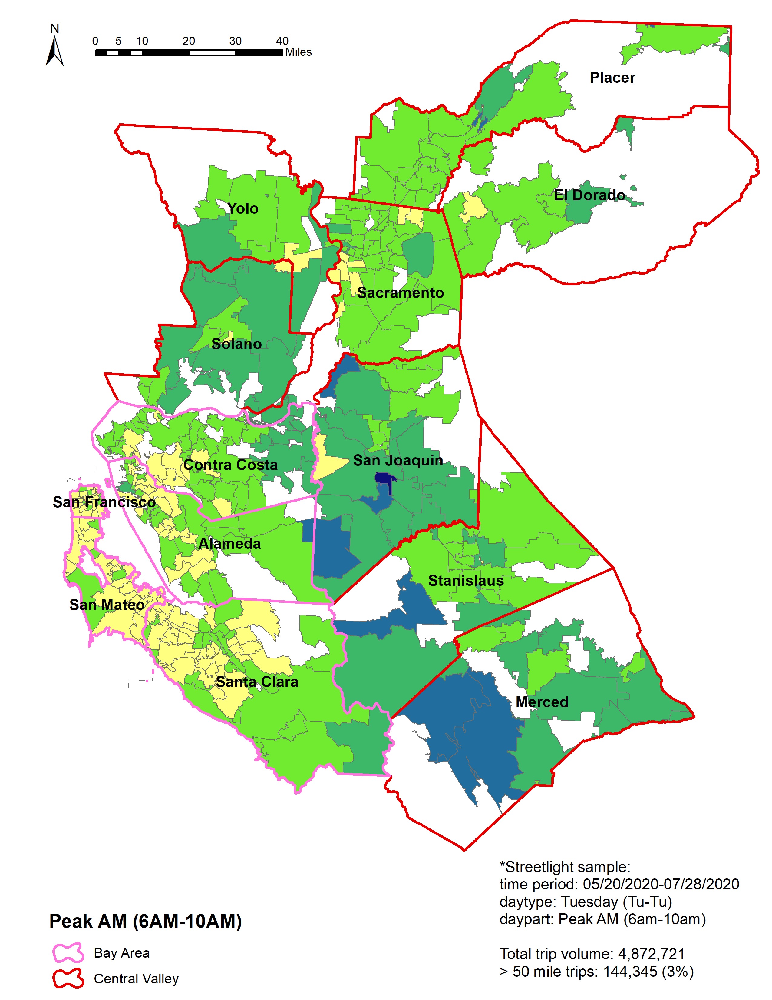 N
0 5 10 20 30 40
Miles
Placer
El Dorado
Yolo
Sacramento
Solano
San Joaquin
Contra Costa
San Francisco
Alameda
Stanislaus
San Mateo
Santa Clara
Merced
*Streetlight sample:
time period: 05/20/2020-07/28/2020
daytype: Tuesday (Tu-Tu)
daypart: Peak AM (6am-10am)
Total trip volume: 4,872,721
> 50 mile trips: 144,345 (3%)
Peak AM (6AM-10AM)
Bay Area
Central Valley